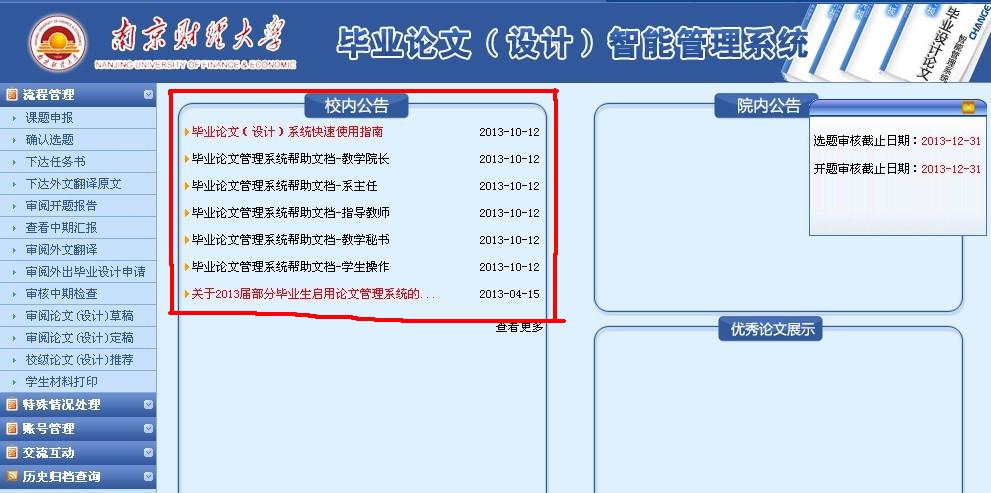 南京财经大学
NANJING UNIVERSITY OF FINANCE & ECONOMIC
毕业论文（设计）智能管理系统
毕业设计论文
智能管理系统
CHANGE
流程管理
课题申报
确认选题
下达任务书
下达外文翻译原文
审阅开题报告
查看中期汇报
审阅外文翻译
审阅外出毕业设计申请
审核中期检查
审阅论文(设计)草稿
审阅论文(设计)定稿
校级论文(设计)推荐
学生材料打印
特殊情况处理
账号管理
交流互动
历史归档查询
校内公告
毕业论文（设计）系统快速使用指南 2013-10-12
毕业论文管理系统帮助文档-教学院长 2013-10-12
毕业论文管理系统帮助文档-系主任 2013-10-12
毕业论文管理系统帮助文档-指导教师 2013-10-12
毕业论文管理系统帮助文档-教学秘书 2013-10-12
毕业论文管理系统帮助文档-学生操作 2013-10-12
关于2013届部分毕业生启用论文管理系统的... 2013-04-15
查看更多
院内公告
选题审核截止日期：2013-12-31
开题审核截止日期：2013-12-31
优秀论文展示